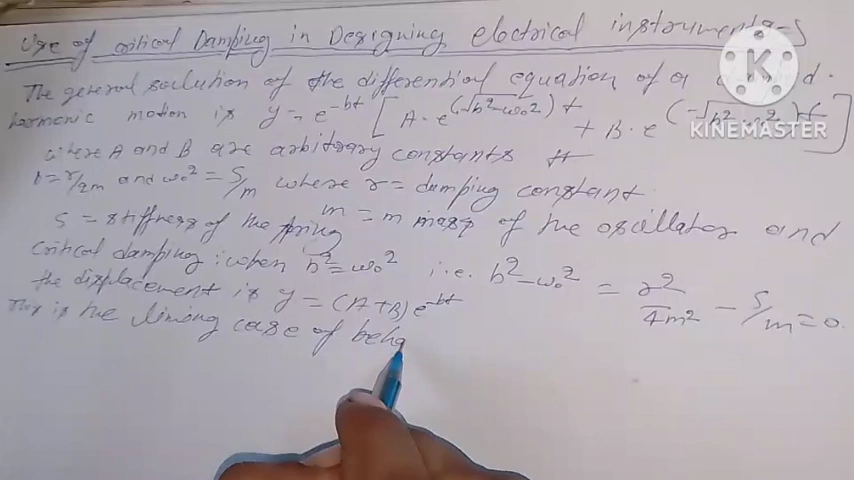 Use of critical Damping in Designing electrical instruments
The general solution of the differential equation of a d.
harmonic motion is y = e^-bt [ A.e^(√b²-ω₀²)t + B.e^(-√b²-ω₀²)t ]
where A and B are arbitrary constants
b = r/2m and ω₀² = S/m where r = damping constant
S = stiffness of the spring m = m mass of the oscillator and
critical damping : when b² = ω₀² i.e. b² - ω₀² = r²/4m² - S/m = 0.
the displacement is y = (A+B) e^-bt
This is the liming case of beha
K
KINEMASTER